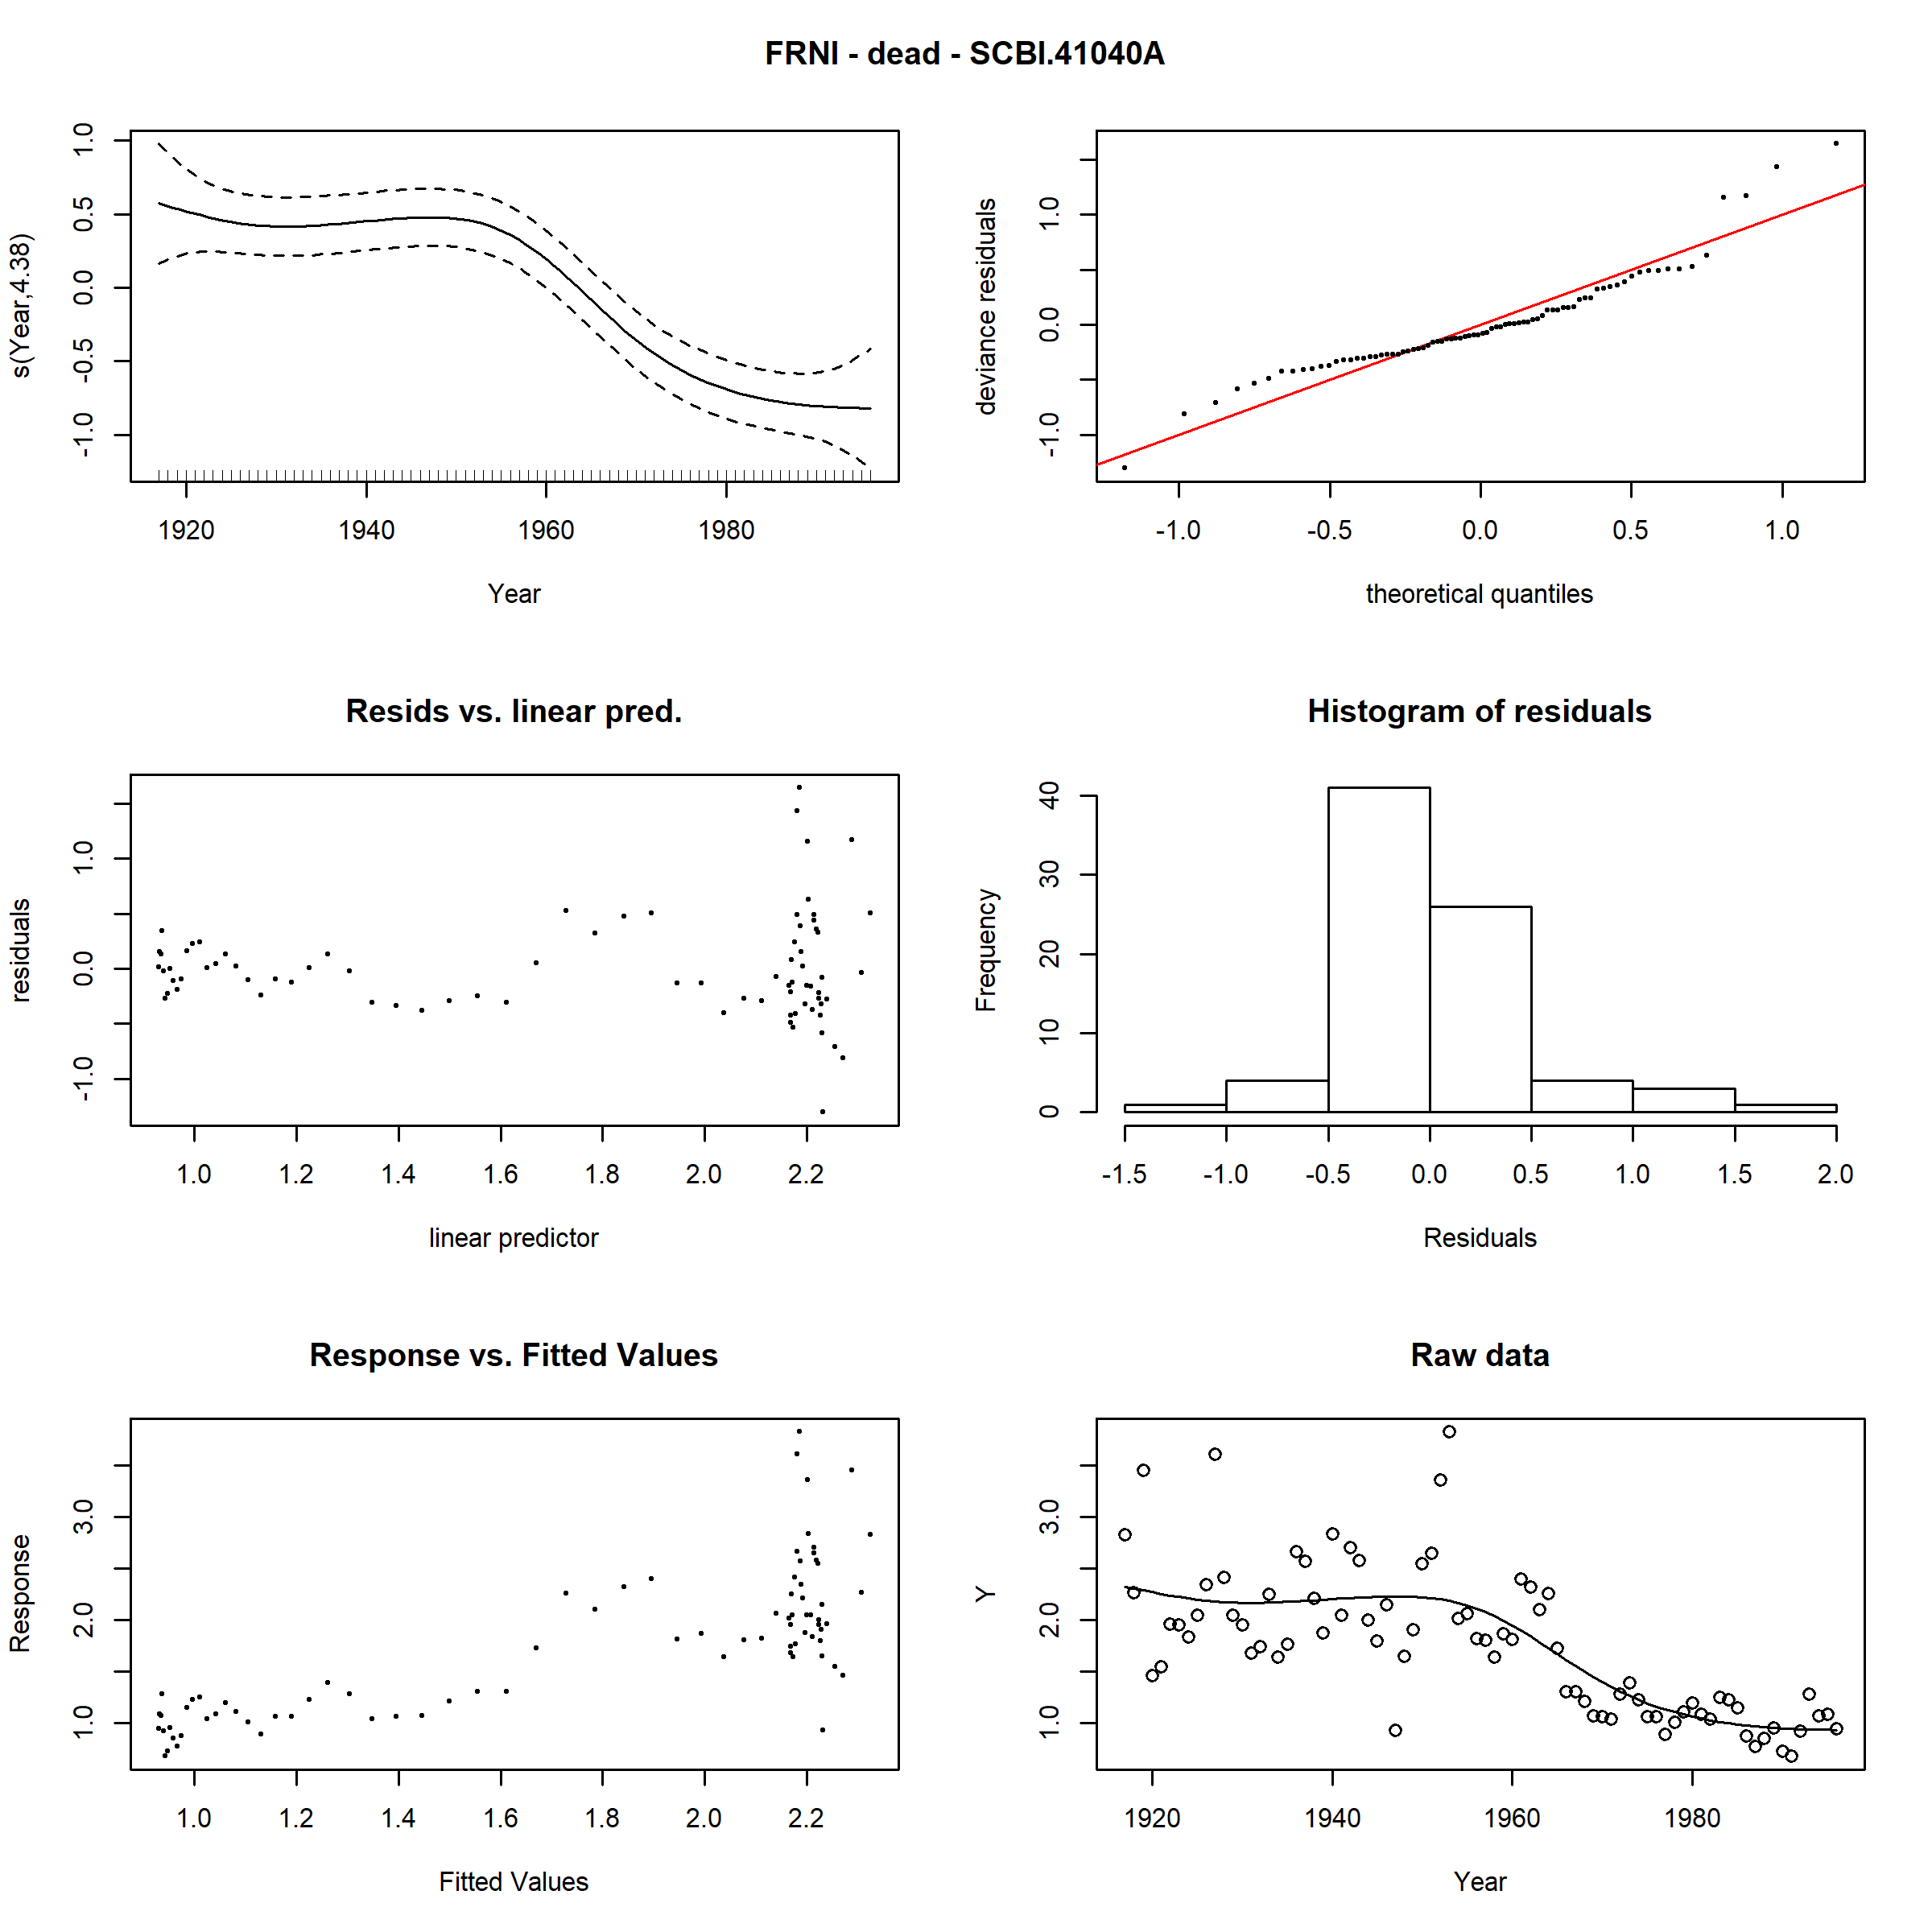 FRNI - dead - SCBI.41040A
s(Year,4.38)
1.0
0.5
0.0
-0.5
-1.0
1920 1940 1960 1980
Year
deviance residuals
1.0
0.0
-1.0
-1.0 -0.5 0.0 0.5 1.0
theoretical quantiles
Resids vs. linear pred.
residuals
1.0
0.0
-1.0
1.0 1.2 1.4 1.6 1.8 2.0 2.2
linear predictor
Histogram of residuals
Frequency
40
30
20
10
0
-1.5 -1.0 -0.5 0.0 0.5 1.0 1.5 2.0
Residuals
Response vs. Fitted Values
Response
3.0
2.0
1.0
1.0 1.2 1.4 1.6 1.8 2.0 2.2
Fitted Values
Raw data
Y
3.0
2.0
1.0
1920 1940 1960 1980
Year